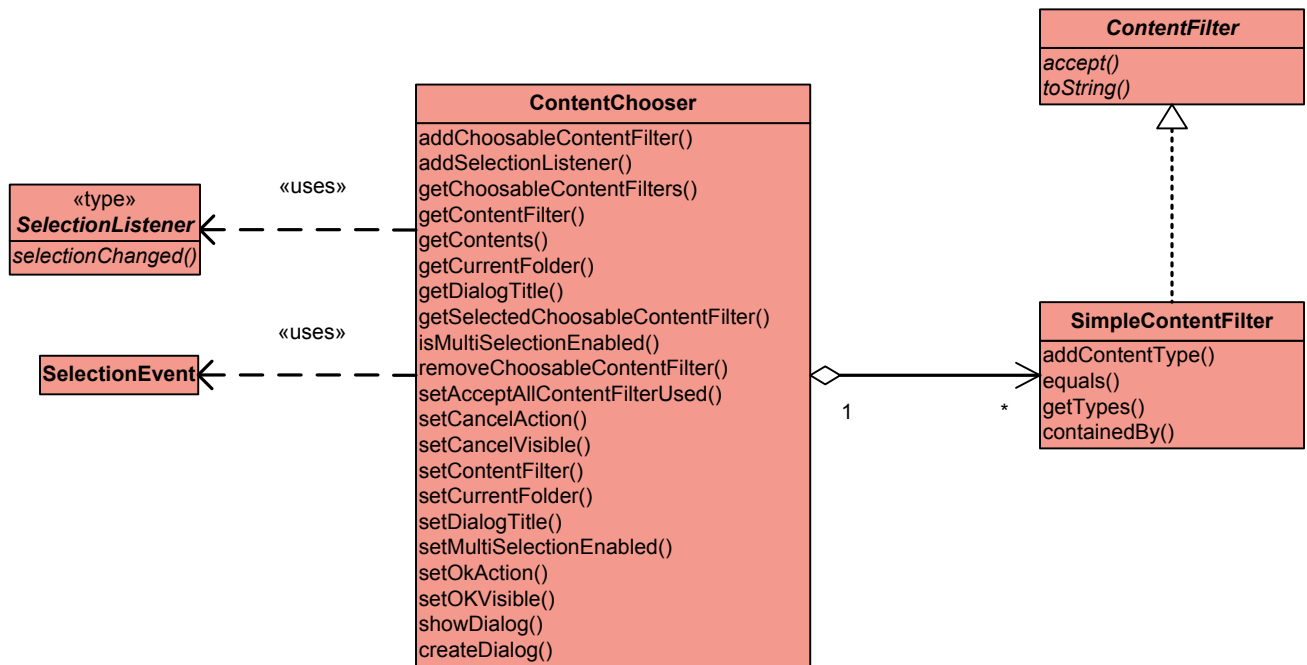 ContentFilter
accept()
toString()
ContentChooser
addChoosableContentFilter()
addSelectionListener()
getChoosableContentFilters()
getContentFilter()
getContents()
getCurrentFolder()
getDialogTitle()
getSelectedChoosableContentFilter()
isMultiSelectionEnabled()
removeChoosableContentFilter()
setAcceptAllContentFilterUsed()
setCancelAction()
setCancelVisible()
setContentFilter()
setCurrentFolder()
setDialogTitle()
setMultiSelectionEnabled()
setOkAction()
setOKVisible()
showDialog()
createDialog()
«uses»
«type»
SelectionListener
selectionChanged()
«uses»
SelectionEvent
1
*
SimpleContentFilter
addContentType()
equals()
getTypes()
containedBy()